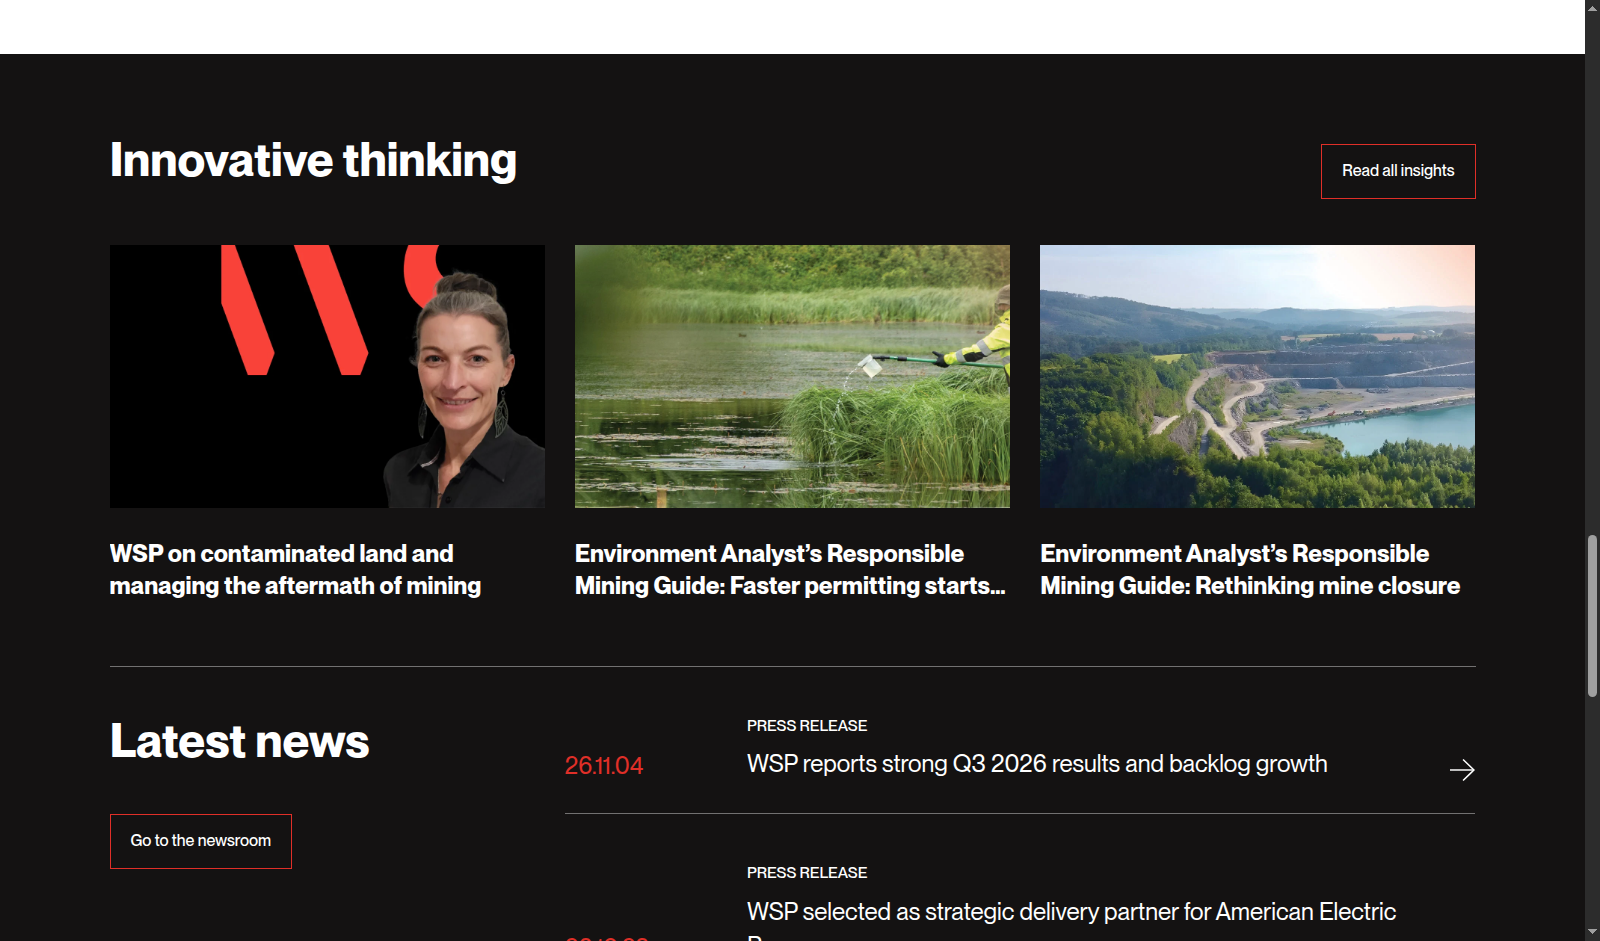 Innovative thinking
Read all insights
WSP on contaminated land and
managing the aftermath of mining
Environment Analyst’s Responsible
Mining Guide: Faster permitting starts...
Environment Analyst’s Responsible
Mining Guide: Rethinking mine closure
Latest news
Go to the newsroom
PRESS RELEASE
26.11.04
WSP reports strong Q3 2026 results and backlog growth
PRESS RELEASE
WSP selected as strategic delivery partner for American Electric